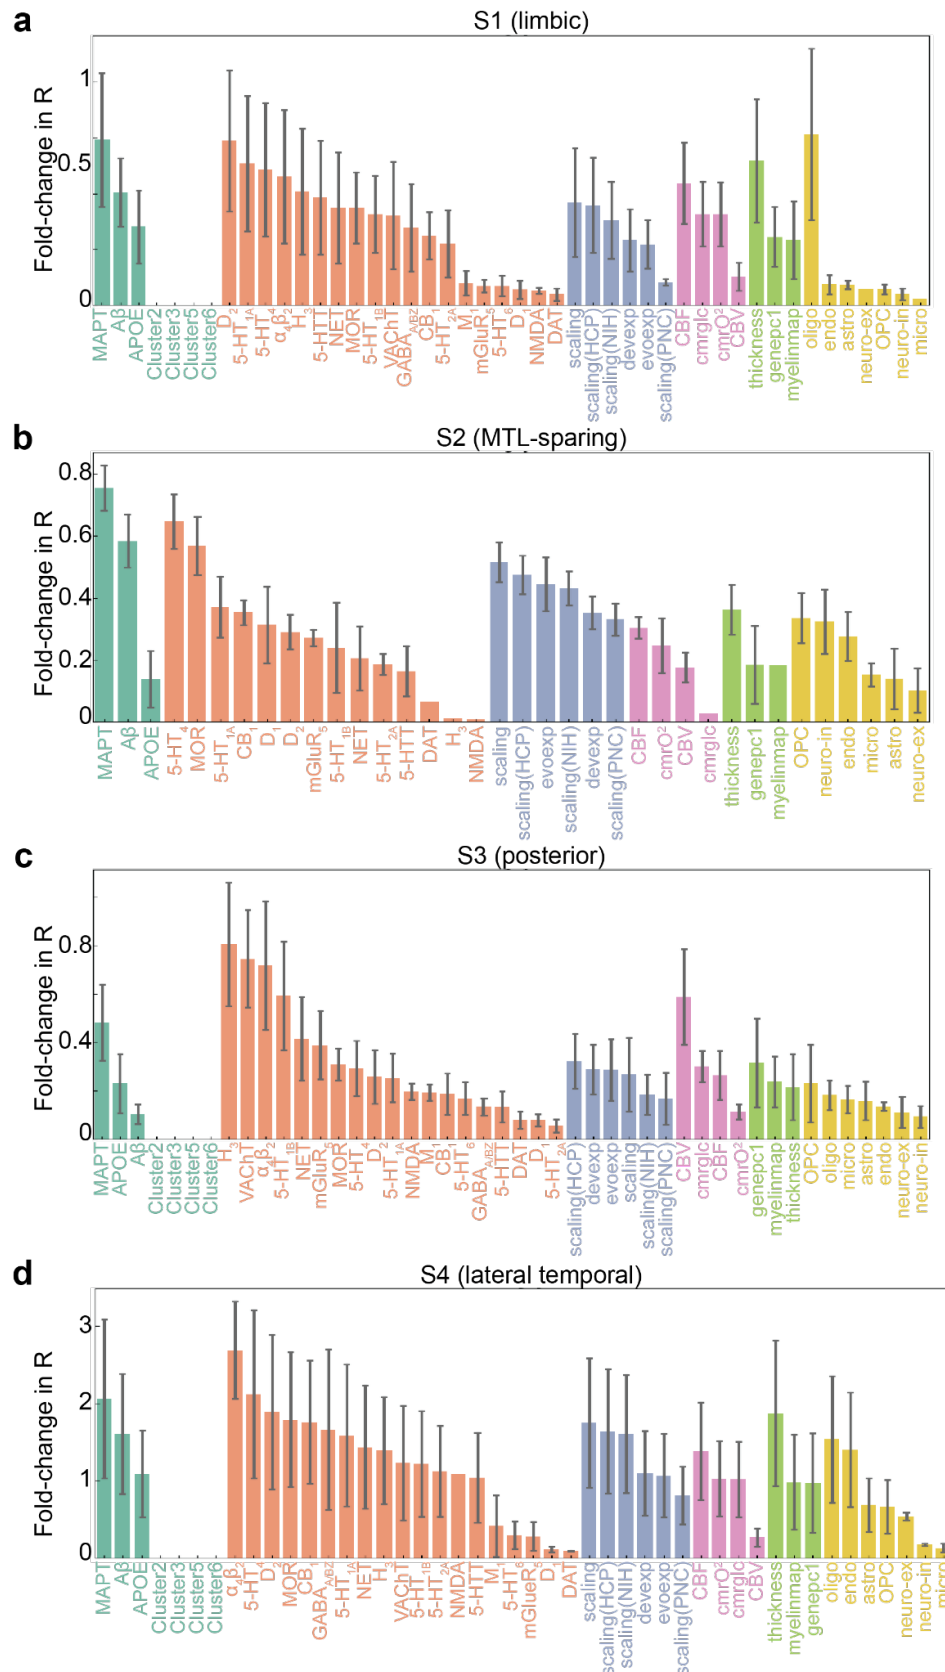 a
S1 (limbic)
Fold-change in R
1
0.5
0
MAPT
Aβ
APOE
Cluster2
Cluster3
Cluster5
Cluster6
D2
5-HT1A
5-HT4
α4β2
H3
5-HTT
NET
MOR
5-HT1B
VAChT
GABAA/BZ
CB1
5-HT2A
M1
mGluR5
5-HT6
D1
NMDA
DAT
scaling
scaling(HCP)
scaling(NIH)
devexp
evoexp
scaling(PNC)
CBF
cmrglc
cmrO²
CBV
thickness
genepc1
myelinmap
oligo
endo
astro
neuro-ex
OPC
neuro-in
micro
b
S2 (MTL-sparing)
Fold-change in R
0.8
0.6
0.4
0.2
0
MAPT
Aβ
APOE
5-HT4
MOR
5-HT1A
CB1
D1
D2
mGluR5
5-HT1B
NET
5-HT2A
5-HTT
DAT
H3
NMDA
scaling
scaling(HCP)
evoexp
scaling(NIH)
devexp
scaling(PNC)
CBF
cmrO²
CBV
cmrglc
thickness
genepc1
myelinmap
OPC
neuro-in
endo
micro
astro
neuro-ex
c
S3 (posterior)
Fold-change in R
0.8
0.4
0
MAPT
APOE
Aβ
Cluster2
Cluster3
Cluster5
Cluster6
H3
VAChT
α4β2
5-HT1B
NET
mGluR5
MOR
5-HT4
D2
5-HT1A
NMDA
M1
CB1
5-HT6
GABAA/BZ
5-HTT
DAT
D1
5-HT2A
scaling(HCP)
devexp
evoexp
scaling
scaling(NIH)
scaling(PNC)
CBV
cmrglc
CBF
cmrO²
genepc1
myelinmap
thickness
OPC
oligo
micro
astro
endo
neuro-ex
neuro-in
d
S4 (lateral temporal)
Fold-change in R
3
2
1
0
MAPT
Aβ
APOE
Cluster2
Cluster3
Cluster5
Cluster6
α4β2
5-HT4
D2
MOR
CB1
GABAA/BZ
5-HT1A
NET
H3
VAChT
5-HT1B
5-HT2A
NMDA
5-HTT
M1
5-HT6
mGlueR5
D1
DAT
scaling
scaling(HCP)
scaling(NIH)
devexp
evoexp
scaling(PNC)
CBF
cmrO²
cmrglc
CBV
thickness
myelinmap
genepc1
oligo
endo
astro
OPC
neuro-ex
neuro-in
micro